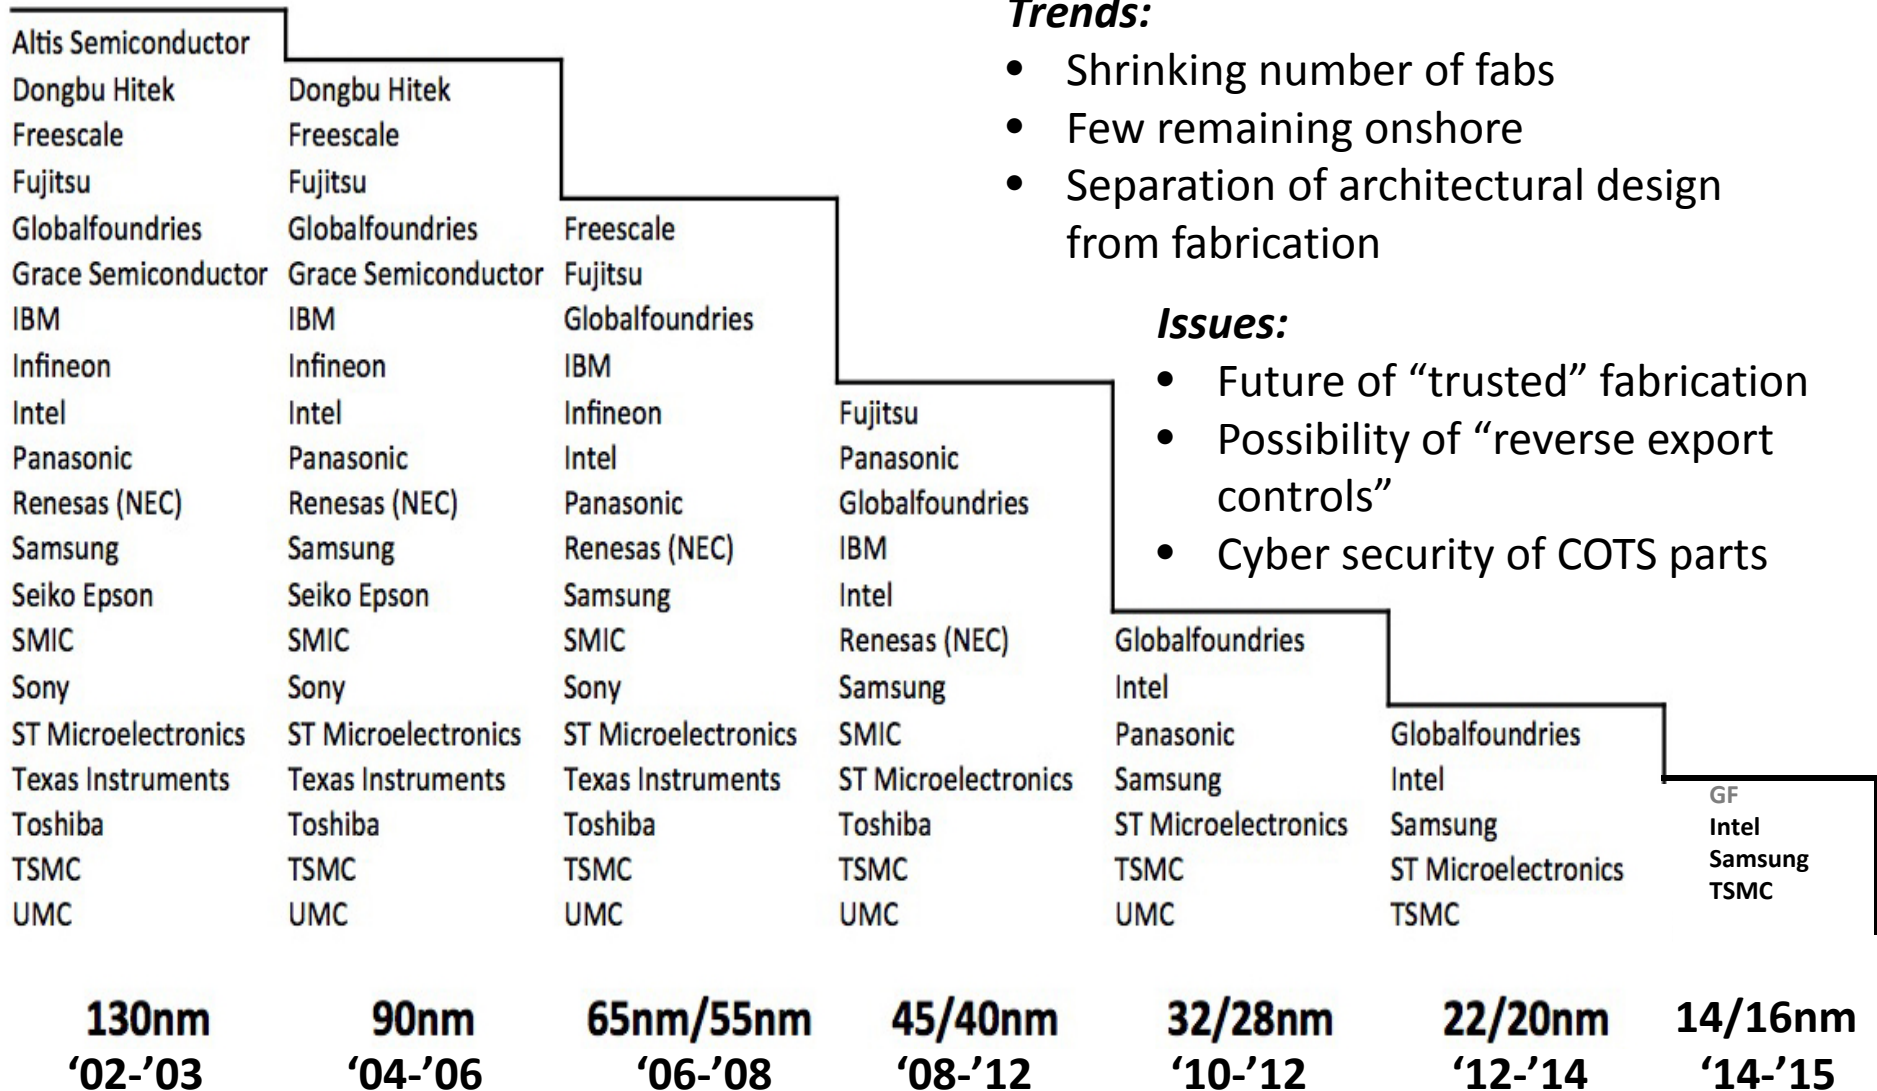 Altis Semiconductor
Dongbu Hitek
Freescale
Fujitsu
Globalfoundries
Grace Semiconductor
IBM
Infineon
Intel
Panasonic
Renesas (NEC)
Samsung
Seiko Epson
SMIC
Sony
ST Microelectronics
Texas Instruments
Toshiba
TSMC
UMC
130nm
‘02-’03
Dongbu Hitek
Freescale
Fujitsu
Globalfoundries
Grace Semiconductor
IBM
Infineon
Intel
Panasonic
Renesas (NEC)
Samsung
Seiko Epson
SMIC
Sony
ST Microelectronics
Texas Instruments
Toshiba
TSMC
UMC
90nm
‘04-’06
Freescale
Fujitsu
Globalfoundries
IBM
Infineon
Intel
Panasonic
Renesas (NEC)
Samsung
SMIC
Sony
ST Microelectronics
Texas Instruments
Toshiba
TSMC
UMC
65nm/55nm
‘06-’08
Fujitsu
Panasonic
Globalfoundries
IBM
Intel
Renesas (NEC)
Samsung
SMIC
ST Microelectronics
Toshiba
TSMC
UMC
45/40nm
‘08-’12
Globalfoundries
Intel
Panasonic
Samsung
ST Microelectronics
TSMC
UMC
32/28nm
‘10-’12
Globalfoundries
Intel
Samsung
ST Microelectronics
TSMC
22/20nm
‘12-’14
GF
Intel
Samsung
TSMC
14/16nm
‘14-’15
Trends:
• Shrinking number of fabs
• Few remaining onshore
• Separation of architectural design
from fabrication
Issues:
• Future of “trusted” fabrication
• Possibility of “reverse export
controls”
• Cyber security of COTS parts